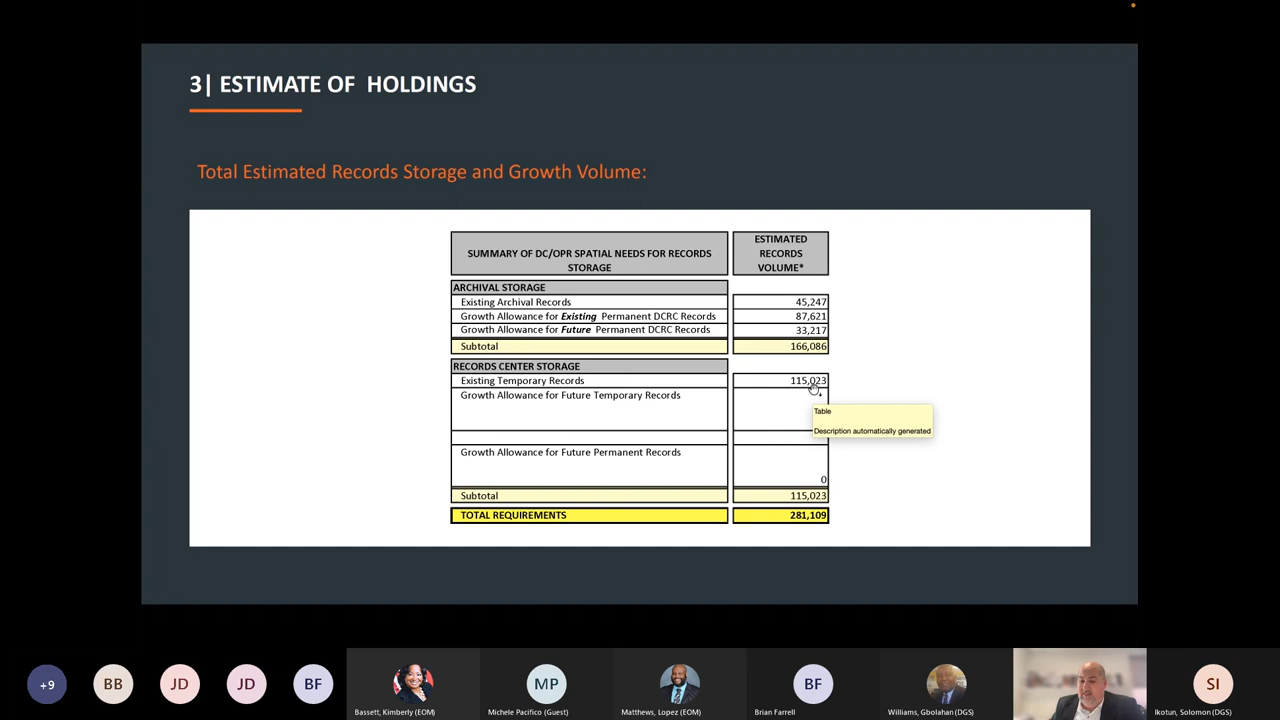 3| ESTIMATE OF HOLDINGS
Total Estimated Records Storage and Growth Volume:
SUMMARY OF DC/OPR SPATIAL NEEDS FOR RECORDS
STORAGE
ESTIMATED
RECORDS
VOLUME*
ARCHIVAL STORAGE
Existing Archival Records 45,247
Growth Allowance for Existing Permanent DCRC Records 87,621
Growth Allowance for Future Permanent DCRC Records 33,217
Subtotal 166,086
RECORDS CENTER STORAGE
Existing Temporary Records 115,023
Growth Allowance for Future Temporary Records
Table
Description automatically generated
Growth Allowance for Future Permanent Records
0
Subtotal 115,023
TOTAL REQUIREMENTS 281,109
+9
BB
JD
JD
BF
Bassett, Kimberly (EOM)
MP
Michele Pacifico (Guest)
Matthews, Lopez (EOM)
BF
Brian Farrell
Williams, Gbolahan (DGS)
SI
Ikotun, Solomon (DGS)